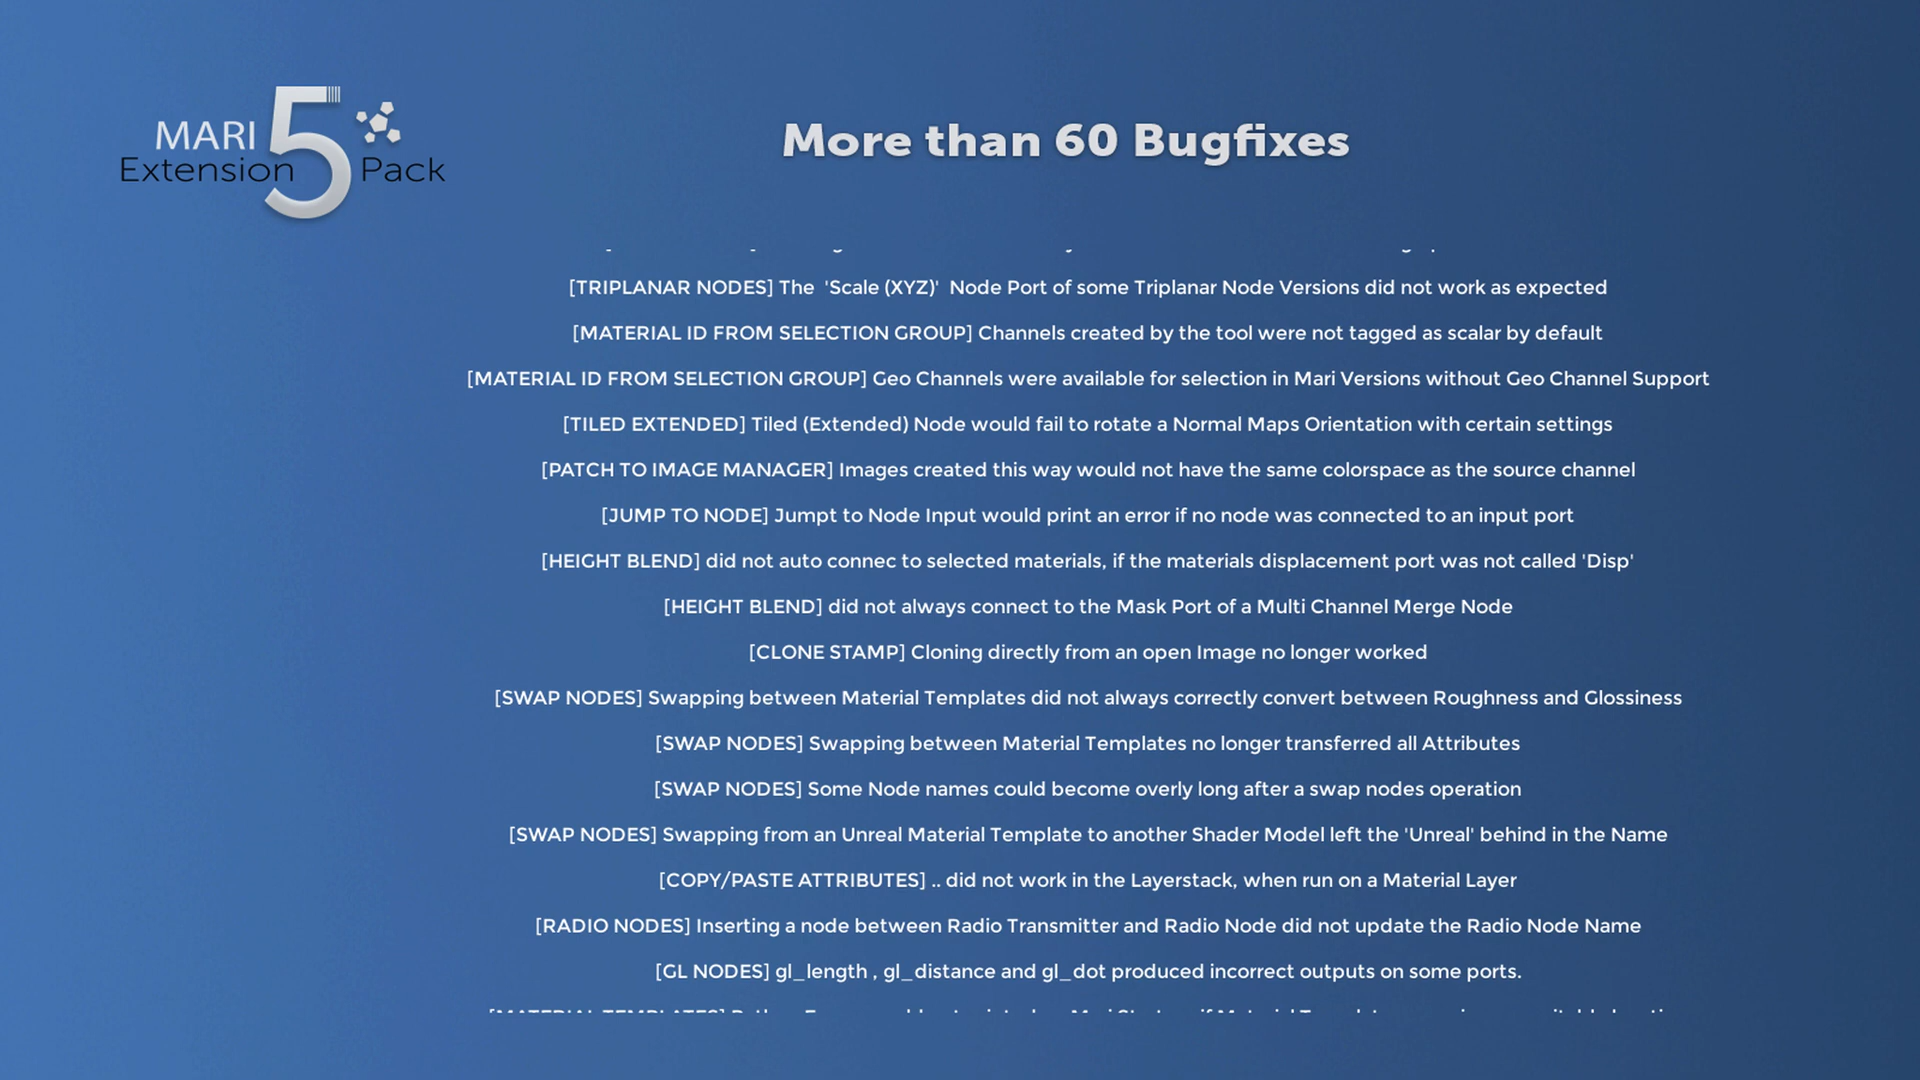 MARI 5
Extension Pack
More than 60 Bugfixes
[TRIPLANAR NODES] The 'Scale (XYZ)' Node Port of some Triplanar Node Versions did not work as expected
[MATERIAL ID FROM SELECTION GROUP] Channels created by the tool were not tagged as scalar by default
[MATERIAL ID FROM SELECTION GROUP] Geo Channels were available for selection in Mari Versions without Geo Channel Support
[TILED EXTENDED] Tiled (Extended) Node would fail to rotate a Normal Maps Orientation with certain settings
[PATCH TO IMAGE MANAGER] Images created this way would not have the same colorspace as the source channel
[JUMP TO NODE] Jumpt to Node Input would print an error if no node was connected to an input port
[HEIGHT BLEND] did not auto connec to selected materials, if the materials displacement port was not called 'Disp'
[HEIGHT BLEND] did not always connect to the Mask Port of a Multi Channel Merge Node
[CLONE STAMP] Cloning directly from an open Image no longer worked
[SWAP NODES] Swapping between Material Templates did not always correctly convert between Roughness and Glossiness
[SWAP NODES] Swapping between Material Templates no longer transferred all Attributes
[SWAP NODES] Some Node names could become overly long after a swap nodes operation
[SWAP NODES] Swapping from an Unreal Material Template to another Shader Model left the 'Unreal' behind in the Name
[COPY/PASTE ATTRIBUTES] .. did not work in the Layerstack, when run on a Material Layer
[RADIO NODES] Inserting a node between Radio Transmitter and Radio Node did not update the Radio Node Name
[GL NODES] gl_length , gl_distance and gl_dot produced incorrect outputs on some ports.
[MATERIAL TEMPLATES]